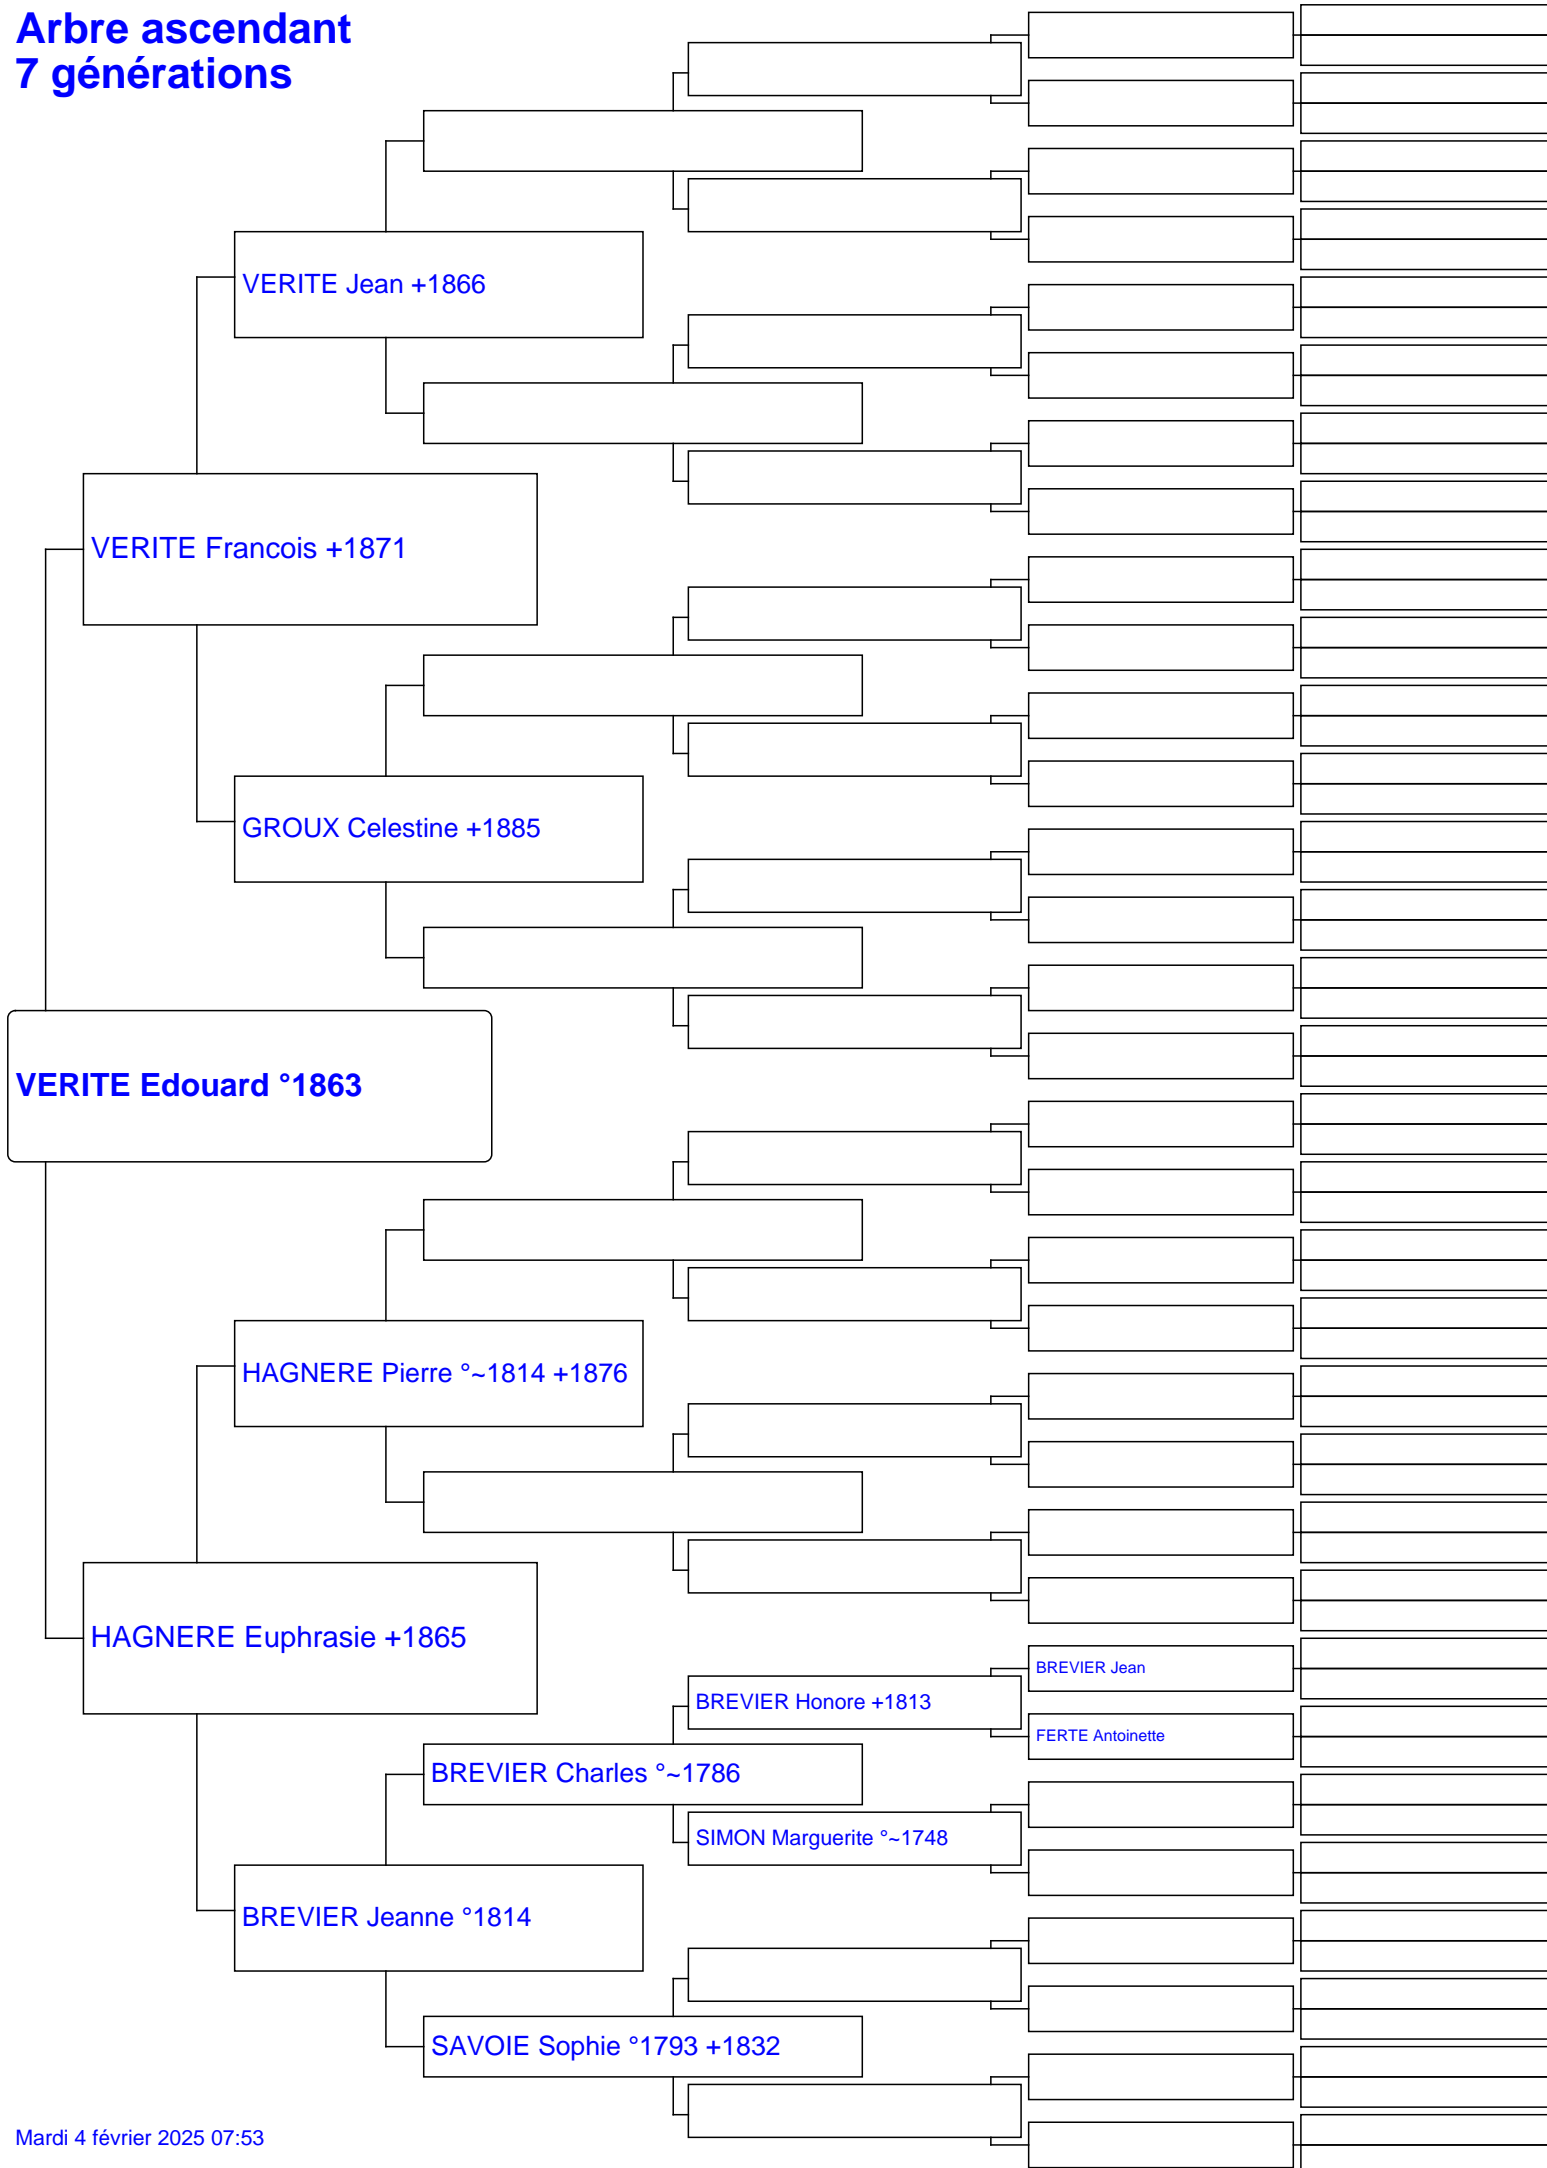 Arbre ascendant
7 générations
VERITE Jean +1866
VERITE Francois +1871
GROUX Celestine +1885
VERITE Edouard °1863
HAGNERE Pierre °~1814 +1876
HAGNERE Euphrasie +1865
BREVIER Jean
BREVIER Honore +1813
FERTE Antoinette
BREVIER Charles °~1786
SIMON Marguerite °~1748
BREVIER Jeanne °1814
SAVOIE Sophie °1793 +1832
Mardi 4 février 2025 07:53